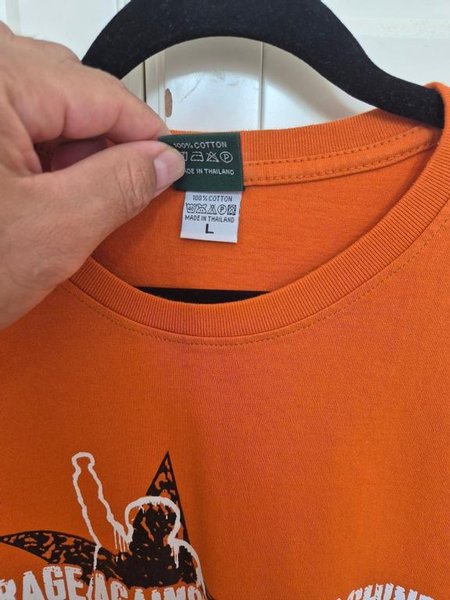 100% COTTON
MADE IN THAILAND
100% COTTON
MADE IN THAILAND
L
RAGE AGAINST